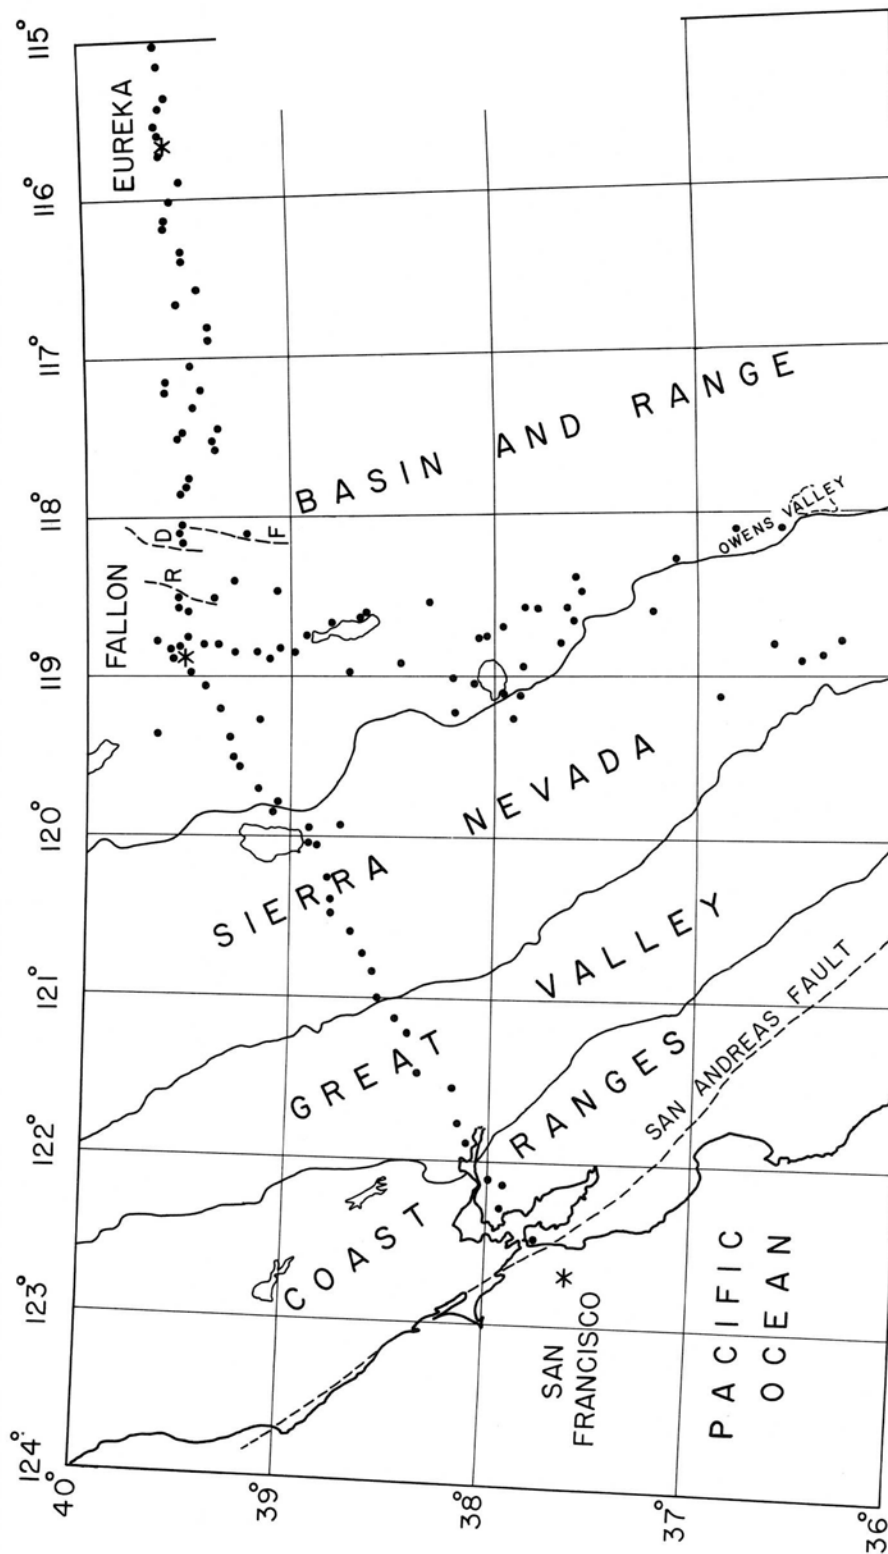 124°
123°
122°
121°
120°
119°
118°
117°
116°
115°
40°
39°
38°
37°
36°
FALLON
EUREKA
R
D
F
SIERRA
NEVADA
BASIN AND RANGE
GREAT
VALLEY
COAST
RANGES
OWENS VALLEY
SAN ANDREAS FAULT
SAN
FRANCISCO
PACIFIC
OCEAN